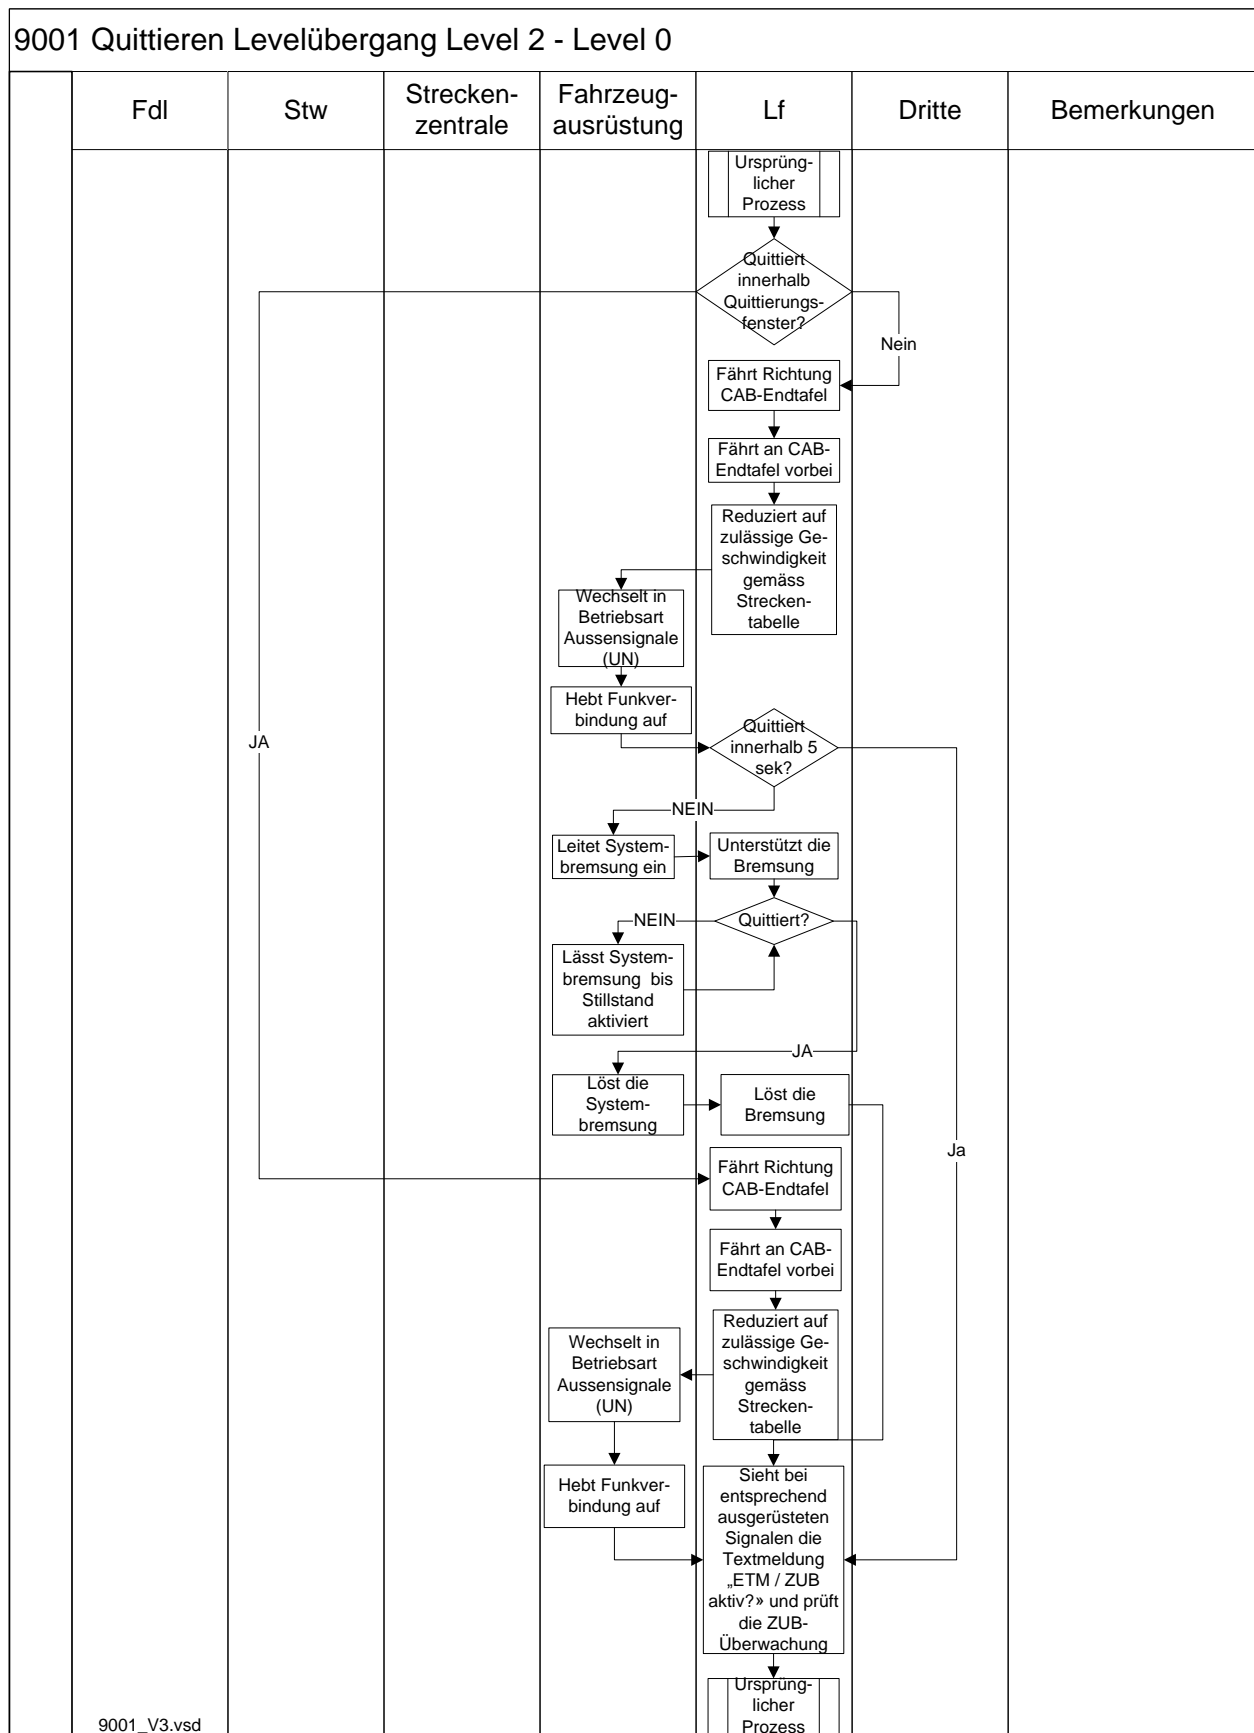 9001 Quittieren Levelübergang Level 2 - Level 0
Fdl
Stw
Strecken-
zentrale
Fahrzeug-
ausrüstung
Lf
Dritte
Bemerkungen
Ursprüng-
licher
Prozess
Quittiert
innerhalb
Quittierungs-
fenster?
Nein
Fährt Richtung
CAB-Endtafel
Fährt an CAB-
Endtafel vorbei
Reduziert auf
zulässige Ge-
schwindigkeit
gemäss
Strecken-
tabelle
Wechselt in
Betriebsart
Aussensignale
(UN)
Hebt Funkver-
bindung auf
JA
Quittiert
innerhalb 5
sek?
NEIN
Leitet System-
bremsung ein
Unterstützt die
Bremsung
NEIN
Quittiert?
Lässt System-
bremsung bis
Stillstand
aktiviert
JA
Löst die
System-
bremsung
Löst die
Bremsung
Ja
Fährt Richtung
CAB-Endtafel
Fährt an CAB-
Endtafel vorbei
Reduziert auf
zulässige Ge-
schwindigkeit
gemäss
Strecken-
tabelle
Wechselt in
Betriebsart
Aussensignale
(UN)
Hebt Funkver-
bindung auf
Sieht bei
entsprechend
ausgerüsteten
Signalen die
Textmeldung
„ETM / ZUB
aktiv?» und prüft
die ZUB-
Überwachung
Ursprüng-
licher
Prozess
9001_V3.vsd